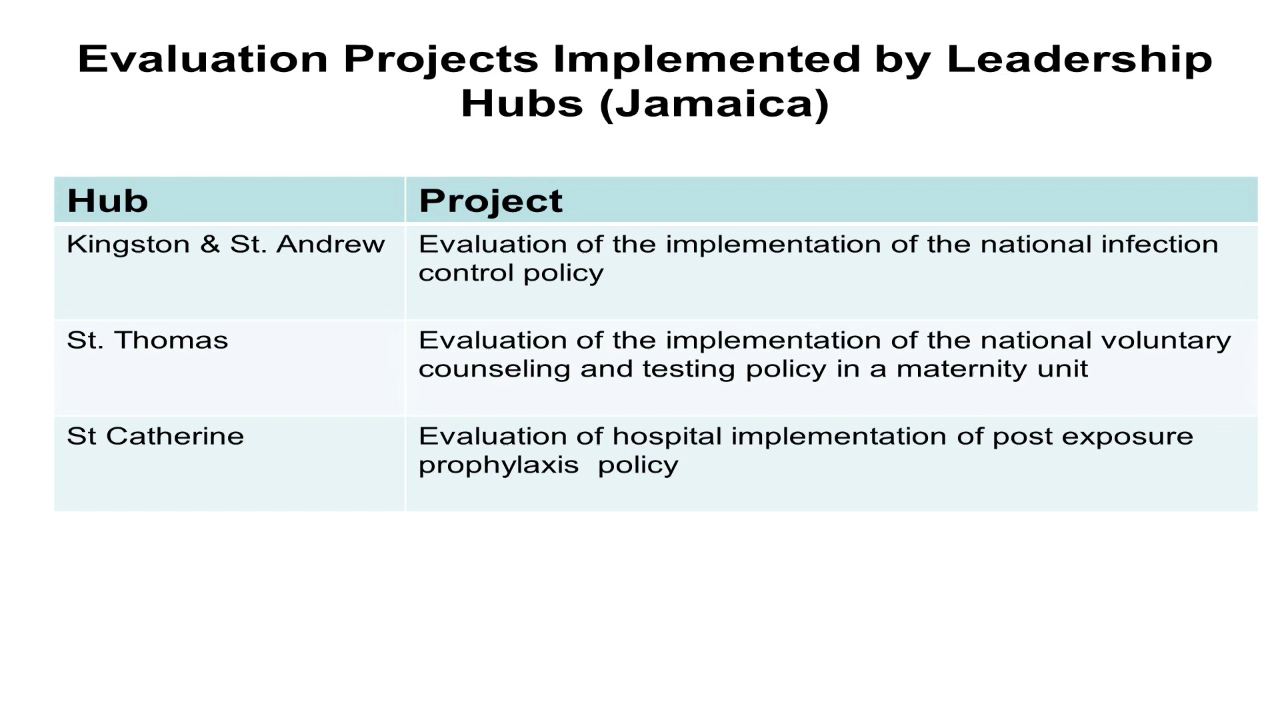 Evaluation Projects Implemented by Leadership
Hubs (Jamaica)
Hub
Project
Kingston & St. Andrew
Evaluation of the implementation of the national infection
control policy
St. Thomas
Evaluation of the implementation of the national voluntary
counseling and testing policy in a maternity unit
St Catherine
Evaluation of hospital implementation of post exposure
prophylaxis  policy